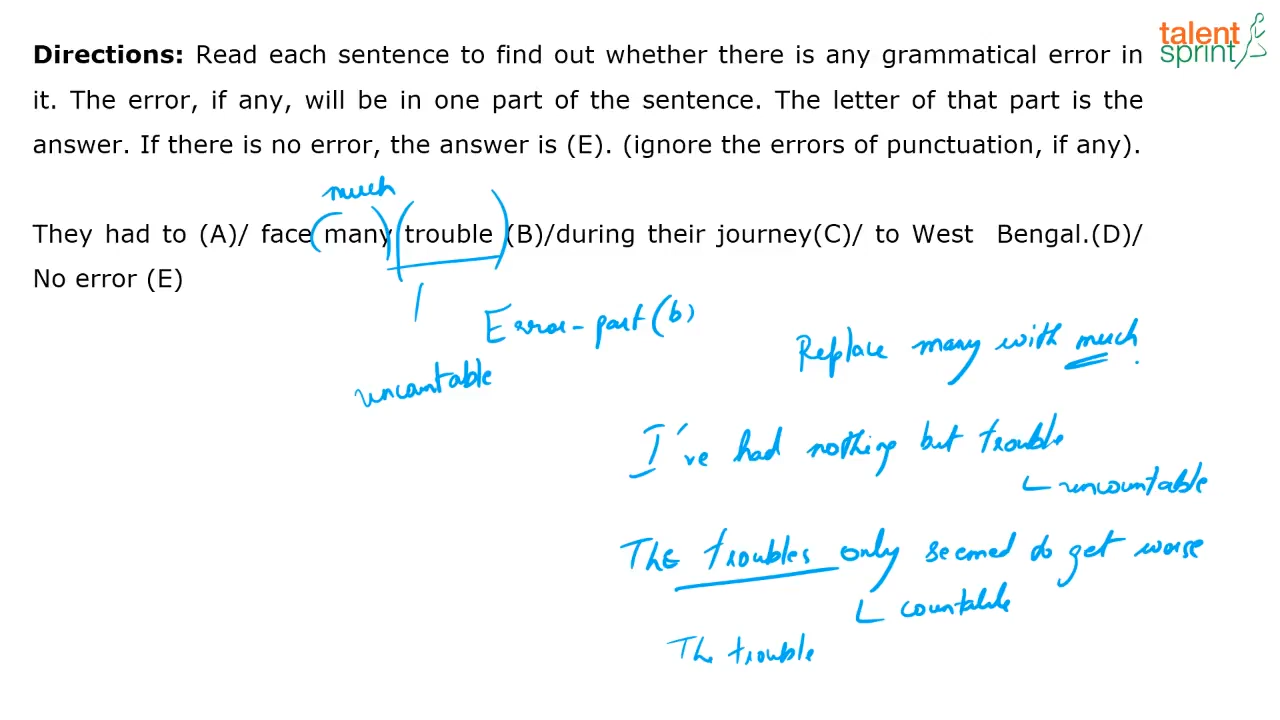 talent
sprint
Directions: Read each sentence to find out whether there is any grammatical error in
it. The error, if any, will be in one part of the sentence. The letter of that part is the
answer. If there is no error, the answer is (E). (ignore the errors of punctuation, if any).
much
They had to (A)/ face many trouble (B)/during their journey(C)/ to West Bengal.(D)/
No error (E)
Error - part (b)
Replace many with much.
uncountable
I've had nothing but trouble
uncountable
The troubles only seemed do get worse
countable
The trouble